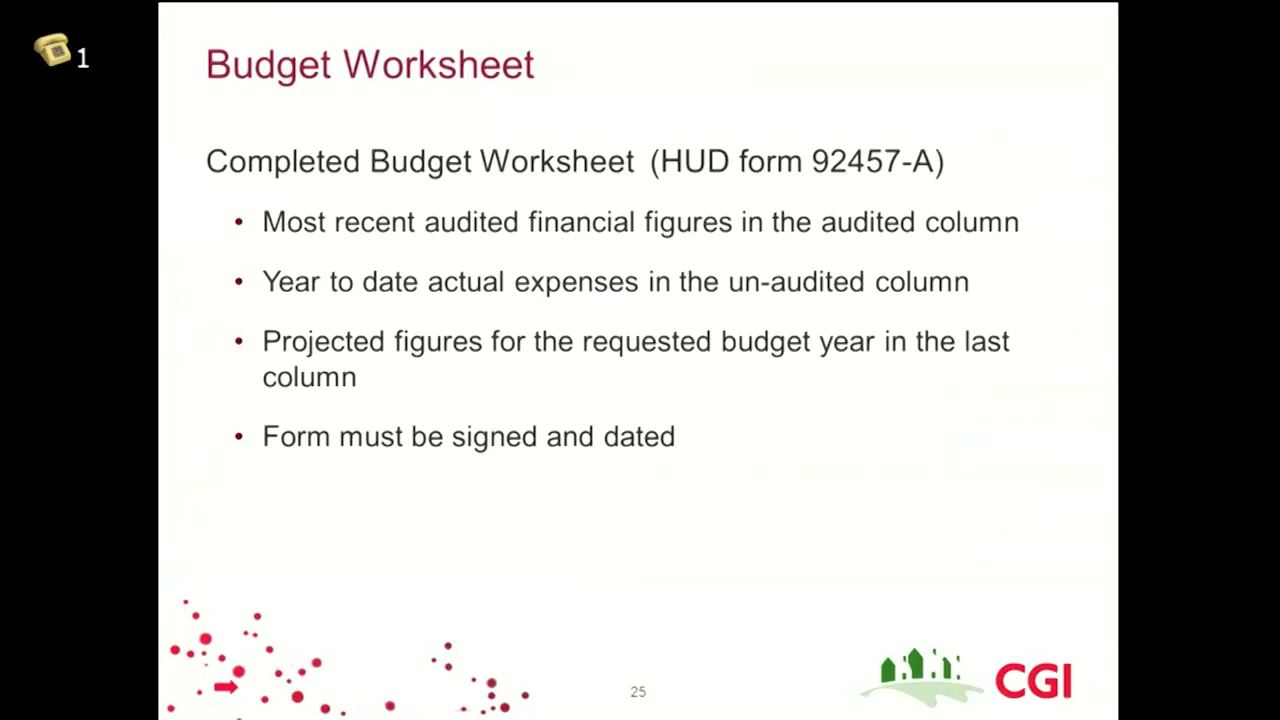 1
Budget Worksheet
Completed Budget Worksheet (HUD form 92457-A)
• Most recent audited financial figures in the audited column
• Year to date actual expenses in the un-audited column
• Projected figures for the requested budget year in the last
column
• Form must be signed and dated
25
CGI